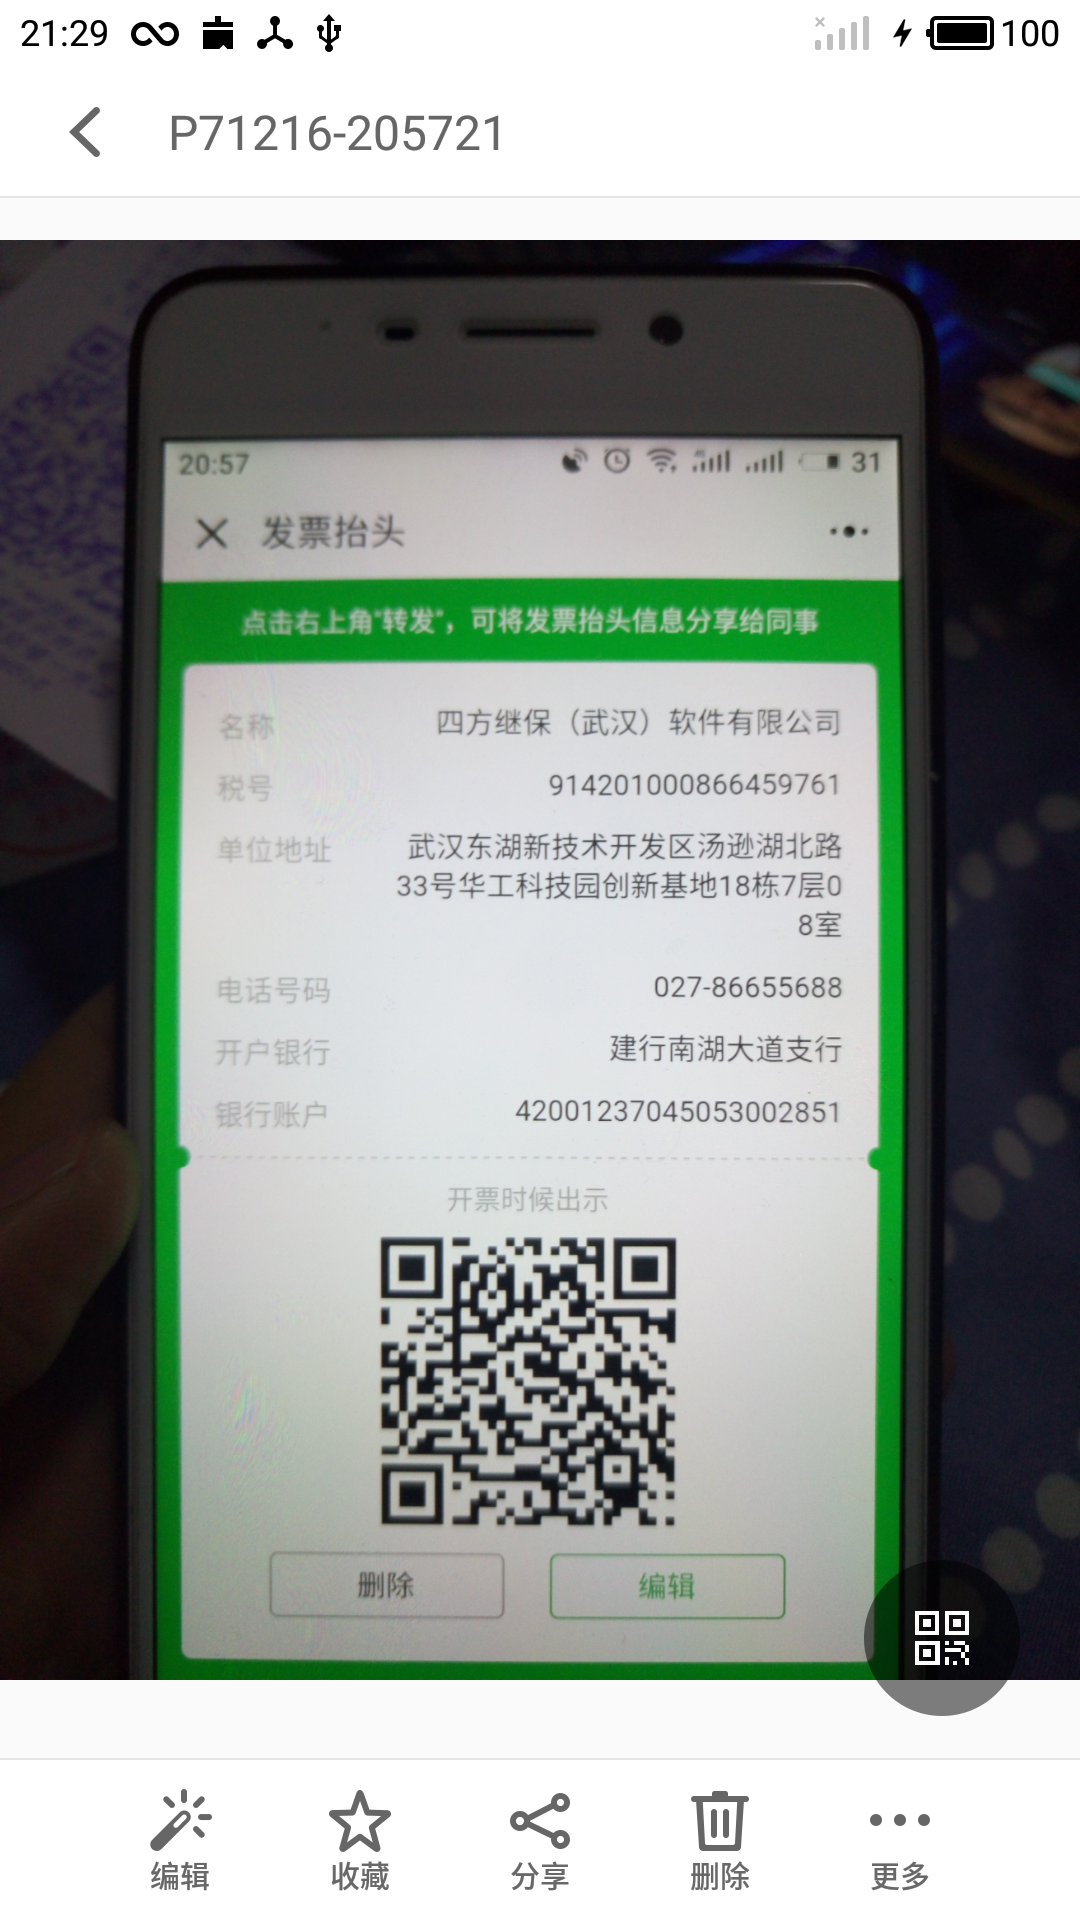 21:29
100
P71216-205721
20:57
31
发票抬头
点击右上角“转发”，可将发票抬头信息分享给同事
名称 四方继保（武汉）软件有限公司
税号 914201000866459761
单位地址 武汉东湖新技术开发区汤逊湖北路
33号华工科技园创新基地18栋7层0
8室
电话号码 027-86655688
开户银行 建行南湖大道支行
银行账户 42001237045053002851
开票时候出示
删除 编辑
编辑 收藏 分享 删除 更多